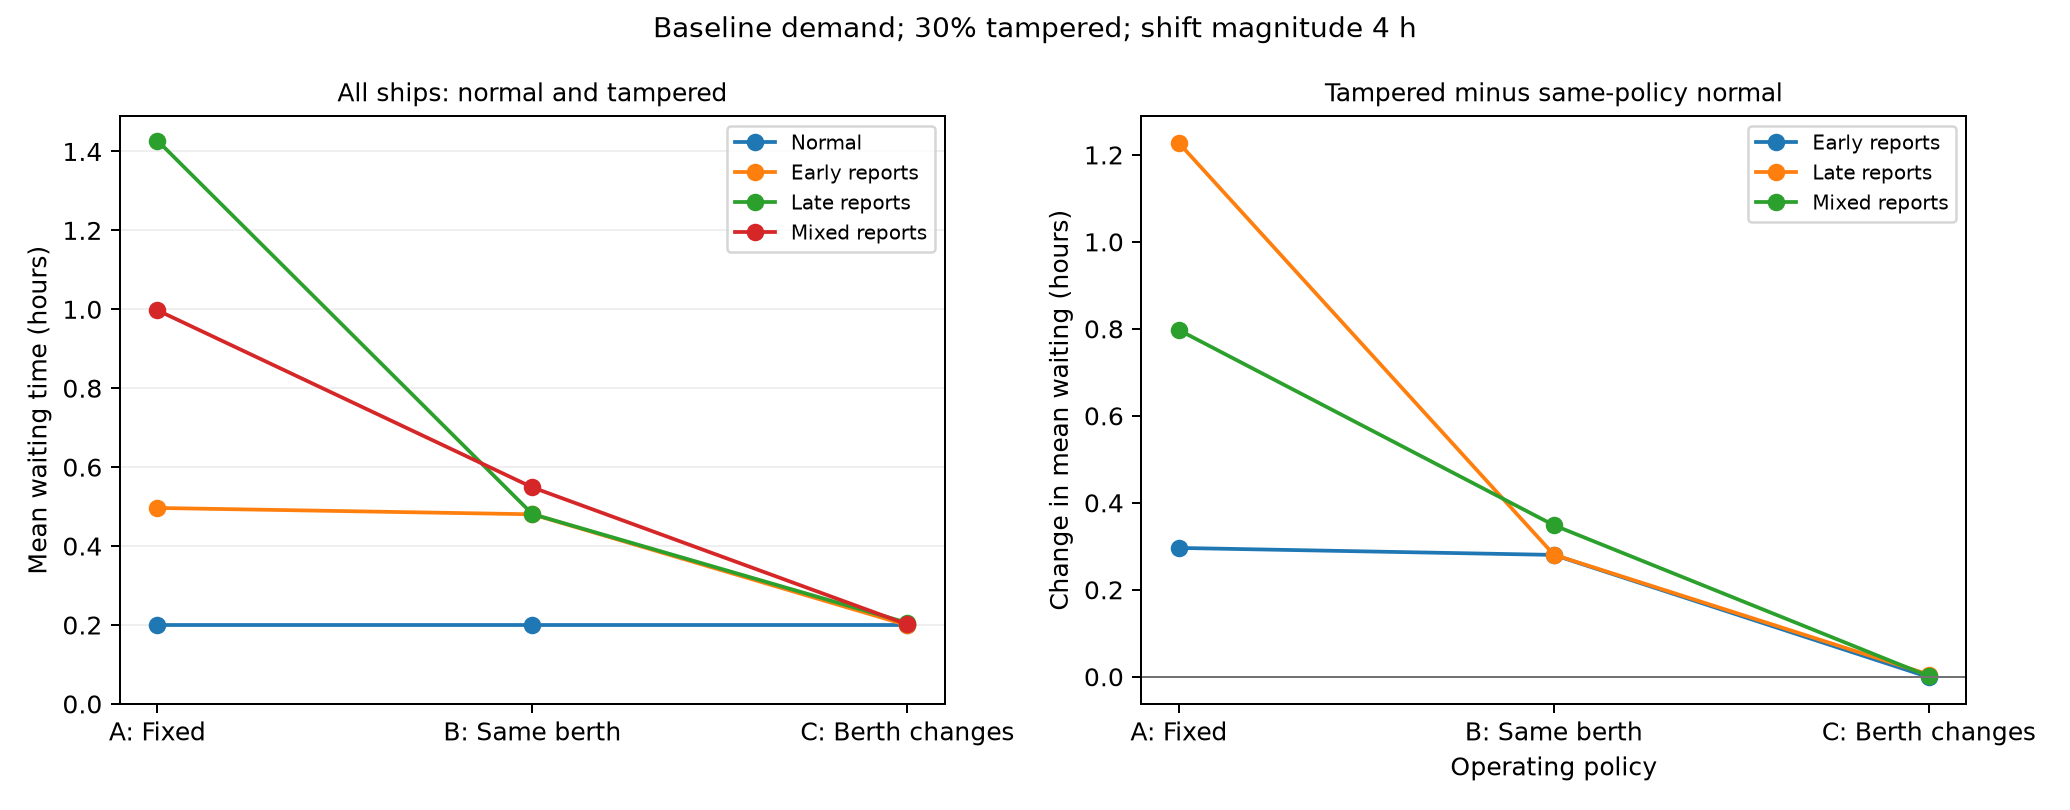 Baseline demand; 30% tampered; shift magnitude 4 h
All ships: normal and tampered
Mean waiting time (hours)
1.4
1.2
1.0
0.8
0.6
0.4
0.2
0.0
Normal
Early reports
Late reports
Mixed reports
A: Fixed
B: Same berth
C: Berth changes
Tampered minus same-policy normal
Change in mean waiting (hours)
1.2
1.0
0.8
0.6
0.4
0.2
0.0
Early reports
Late reports
Mixed reports
A: Fixed
B: Same berth
C: Berth changes
Operating policy